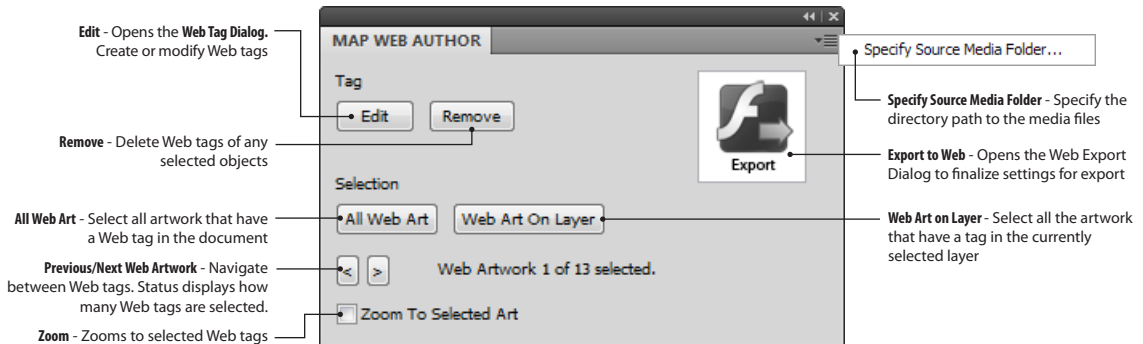 Edit - Opens the Web Tag Dialog.
Create or modify Web tags
Remove - Delete Web tags of any
selected objects
All Web Art - Select all artwork that have
a Web tag in the document
Previous/Next Web Artwork - Navigate
between Web tags. Status displays how
many Web tags are selected.
Zoom - Zooms to selected Web tags
MAP WEB AUTHOR
Tag
Edit
Remove
Export
Selection
All Web Art
Web Art On Layer
< >
Web Artwork 1 of 13 selected.
Zoom To Selected Art
Specify Source Media Folder...
Specify Source Media Folder - Specify the
directory path to the media files
Export to Web - Opens the Web Export
Dialog to finalize settings for export
Web Art on Layer - Select all the artwork
that have a tag in the currently
selected layer